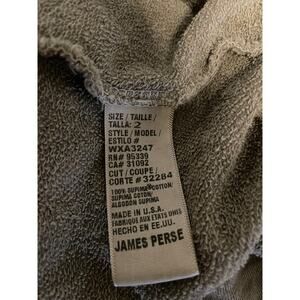 SIZE / TAILLE /
TALLA: 2
STYLE / MODEL /
ESTILO #
WXA3247
RN# 95339
CA# 31092
CUT / COUPE /
CORTE # 32284
100% SUPIMA®COTTON/
SUPIMA COTON/
ALGODON SUPIMA
MADE IN U.S.A.
FABRIQUE AUX ETATS UNIS
HECHO EN EE.UU.
JAMES PERSE